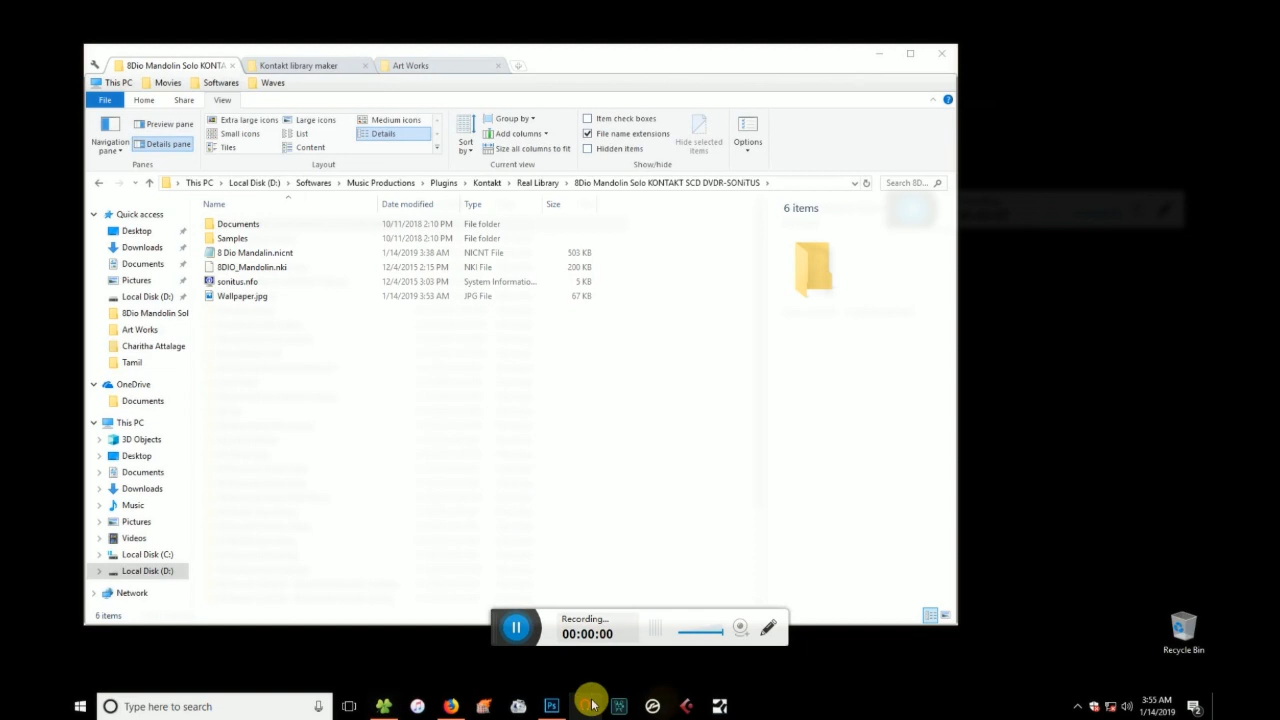 8Dio Mandolin Solo KONTA
Kontakt library maker
Art Works
This PC
Movies
Softwares
Waves
File
Home
Share
View
Navigation pane
Preview pane
Details pane
Panes
Extra large icons
Large icons
Medium icons
Small icons
List
Details
Tiles
Content
Layout
Sort by
Group by
Add columns
Size all columns to fit
Current view
Item check boxes
File name extensions
Hidden items
Hide selected items
Show/hide
Options
This PC > Local Disk (D:) > Softwares > Music Productions > Plugins > Kontakt > Real Library > 8Dio Mandolin Solo KONTAKT SCD DVDR-SONiTUS >
Search 8D...
Name Date modified Type Size
Documents 10/11/2018 2:10 PM File folder
Samples 10/11/2018 2:10 PM File folder
8 Dio Mandalin.nicnt 1/14/2019 3:38 AM NICNT File 503 KB
8DIO_Mandolin.nki 12/4/2015 2:15 PM NKI File 200 KB
sonitus.nfo 12/4/2015 3:03 PM System Informatio... 5 KB
Wallpaper.jpg 1/14/2019 3:53 AM JPG File 67 KB
6 items
Quick access
Desktop
Downloads
Documents
Pictures
Local Disk (D:)
8Dio Mandolin Sol
Art Works
Charitha Attalage
Tamil
OneDrive
Documents
This PC
3D Objects
Desktop
Documents
Downloads
Music
Pictures
Videos
Local Disk (C:)
Local Disk (D:)
Network
6 items
Recording...
00:00:00
Recycle Bin
Type here to search
Ps
3:55 AM
1/14/2019
2